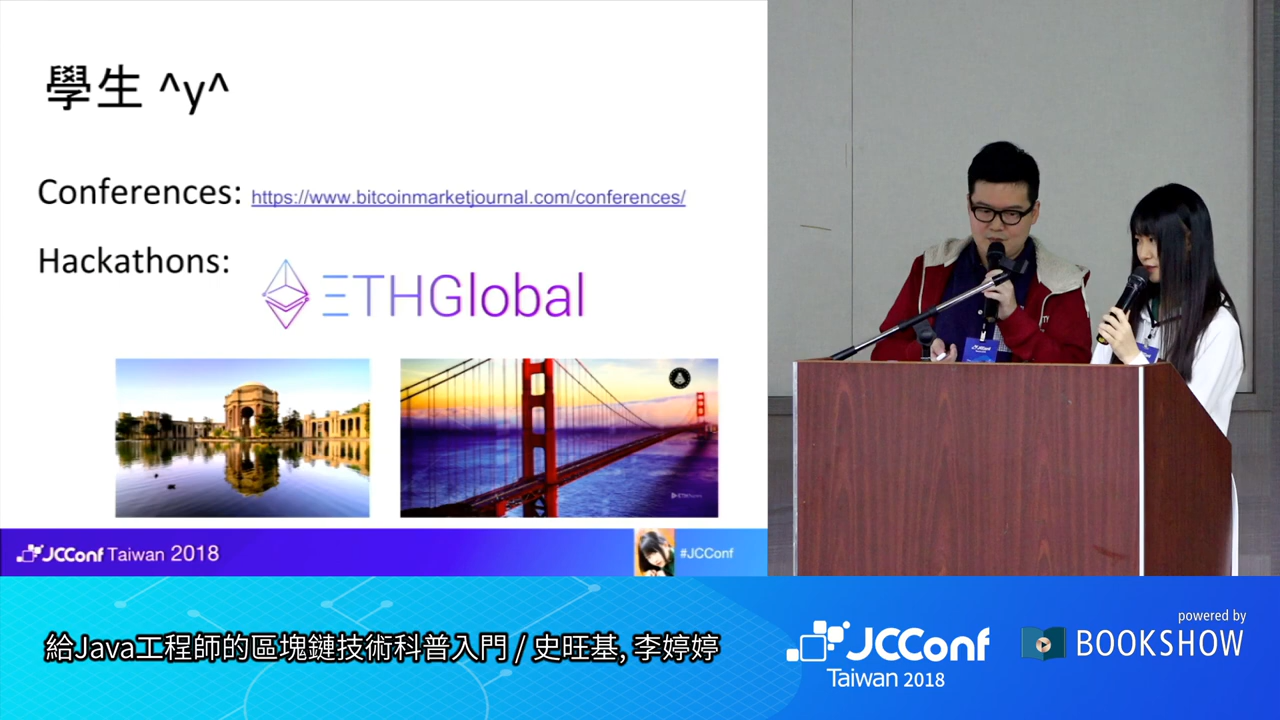 學生 ^y^
Conferences: https://www.bitcoinmarketjournal.com/conferences/
Hackathons:
ΞTHGlobal
JCConf Taiwan 2018
#JCConf
給Java工程師的區塊鏈技術科普入門 / 史旺基, 李婷婷
JCConf
Taiwan 2018
powered by
BOOKSHOW